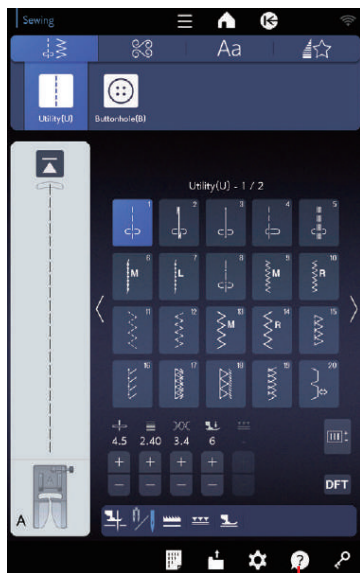 Sewing
Aa
Utility(U)
Buttonhole(B)
Utility(U) - 1 / 2
1 2 3 4 5
6 M 7 L 8 9 M 10 R
11 12 13 M 14 R 15
16 17 18 19 20
4.5 2.40 3.4 6 -
+ + + +
- - - -
DFT
A
?